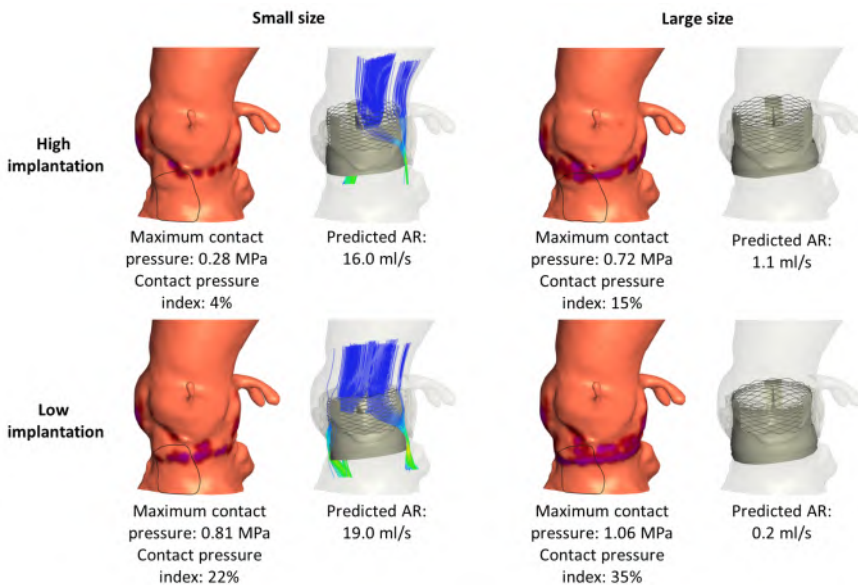 Small size
Large size
High
implantation
Maximum contact
pressure: 0.28 MPa
Contact pressure
index: 4%
Predicted AR:
16.0 ml/s
Maximum contact
pressure: 0.72 MPa
Contact pressure
index: 15%
Predicted AR:
1.1 ml/s
Low
implantation
Maximum contact
pressure: 0.81 MPa
Contact pressure
index: 22%
Predicted AR:
19.0 ml/s
Maximum contact
pressure: 1.06 MPa
Contact pressure
index: 35%
Predicted AR:
0.2 ml/s